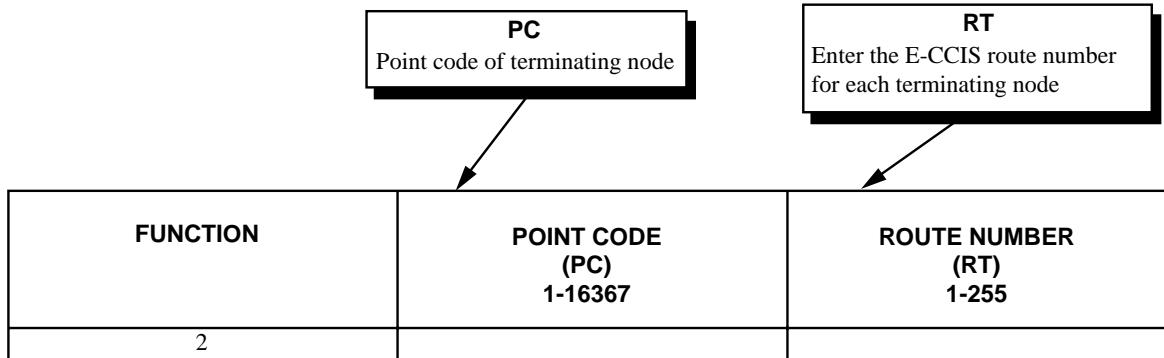 PC
Point code of terminating node
RT
Enter the E-CCIS route number
for each terminating node
FUNCTION
POINT CODE
(PC)
1-16367
ROUTE NUMBER
(RT)
1-255
2